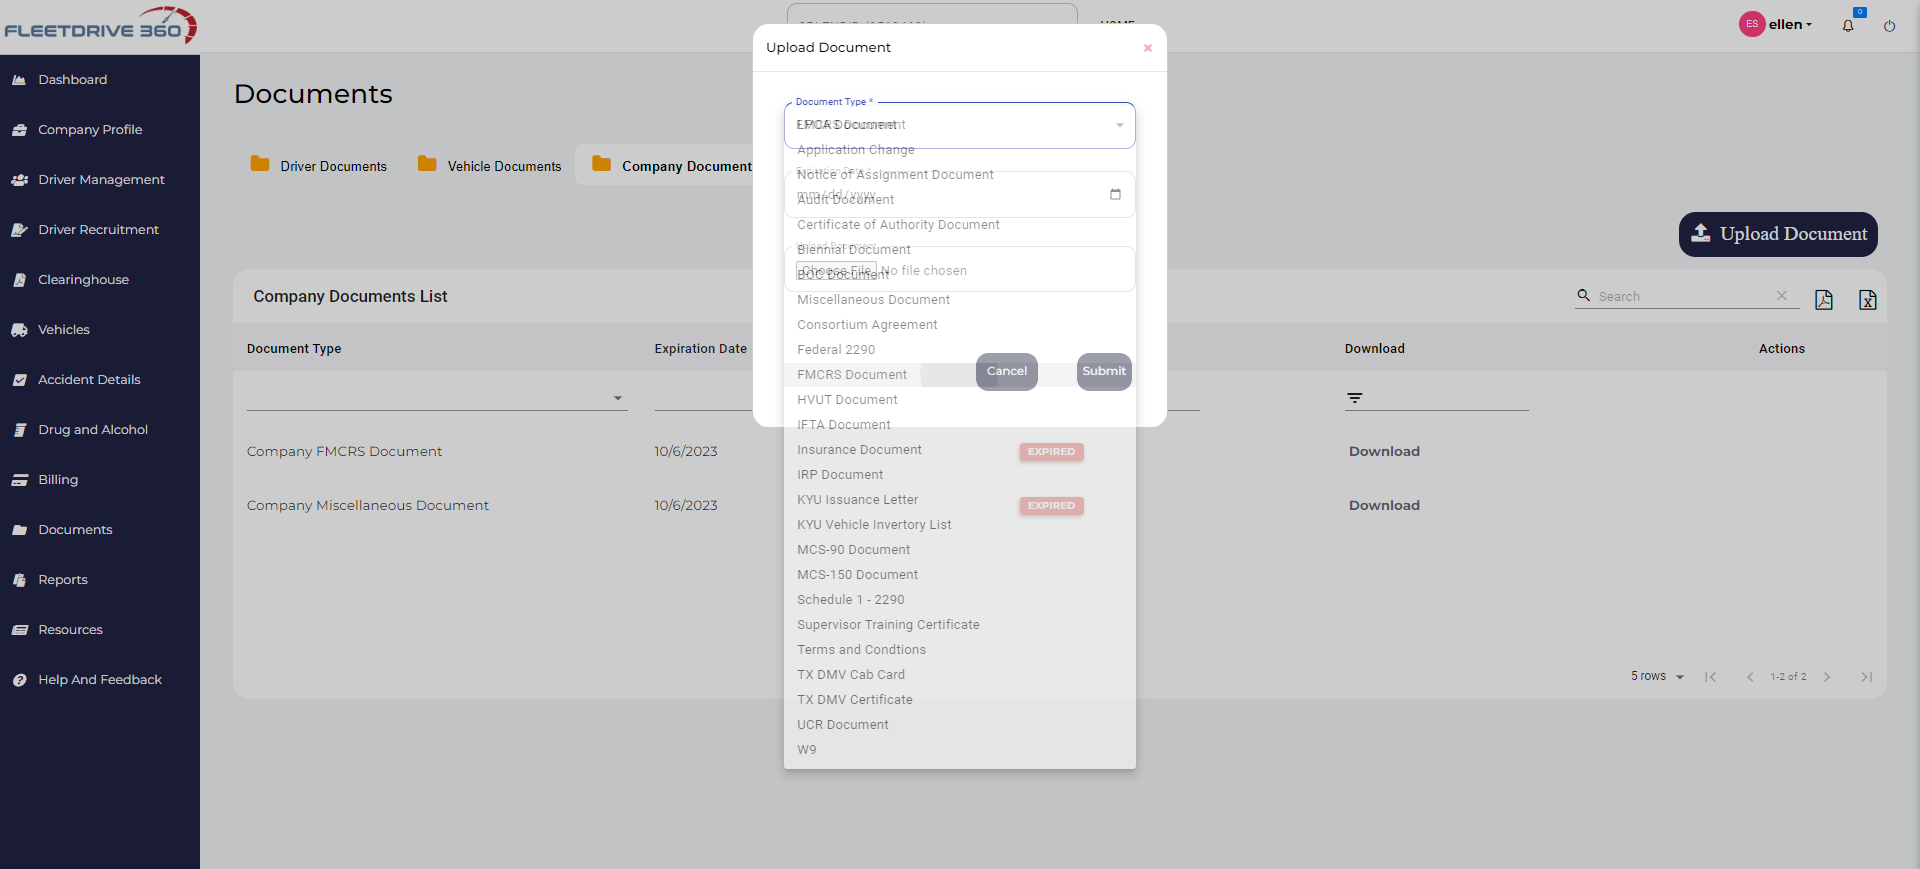 FLEETDRIVE 360
HOME
ES ellen
0
Upload Document
Dashboard
Company Profile
Driver Management
Driver Recruitment
Clearinghouse
Vehicles
Accident Details
Drug and Alcohol
Billing
Documents
Reports
Resources
Help And Feedback
Documents
Driver Documents
Vehicle Documents
Company Document
Upload Document
Company Documents List
Search
Document Type
Expiration Date
Download
Actions
Company FMCRS Document
10/6/2023
EXPIRED
Download
Company Miscellaneous Document
10/6/2023
EXPIRED
Download
5 rows
1-2 of 2
Document Type *
FMCRS Document
Application Change
Expiration Date *
Notice of Assignment Document
mm/dd/yyyy
Audit Document
Certificate of Authority Document
Upload Document
Biennial Document
Choose File No file chosen
BOC Document
Miscellaneous Document
Consortium Agreement
Federal 2290
FMCRS Document
Cancel
Submit
HVUT Document
IFTA Document
Insurance Document
IRP Document
KYU Issuance Letter
KYU Vehicle Invertory List
MCS-90 Document
MCS-150 Document
Schedule 1 - 2290
Supervisor Training Certificate
Terms and Condtions
TX DMV Cab Card
TX DMV Certificate
UCR Document
W9